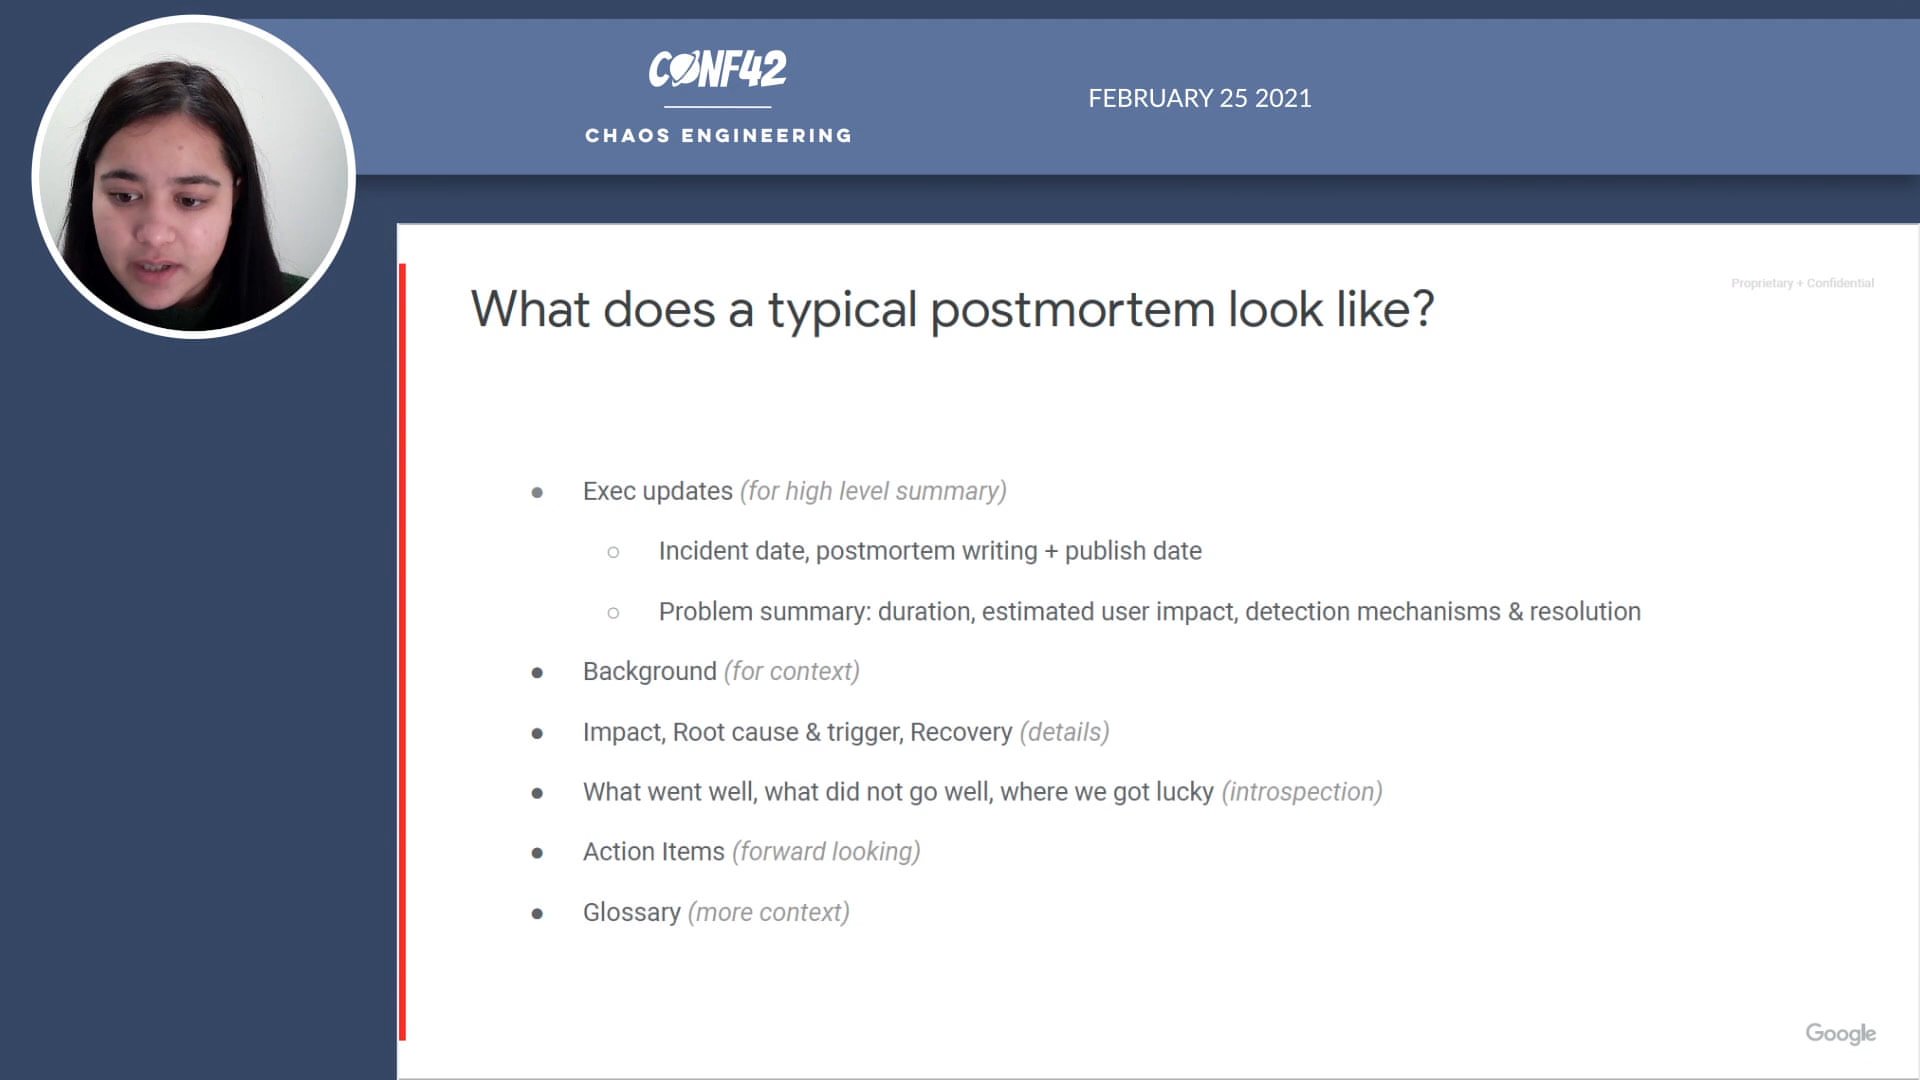 CONF42
CHAOS ENGINEERING
FEBRUARY 25 2021
Proprietary + Confidential
What does a typical postmortem look like?
● Exec updates (for high level summary)
○ Incident date, postmortem writing + publish date
○ Problem summary: duration, estimated user impact, detection mechanisms & resolution
● Background (for context)
● Impact, Root cause & trigger, Recovery (details)
● What went well, what did not go well, where we got lucky (introspection)
● Action Items (forward looking)
● Glossary (more context)
Google